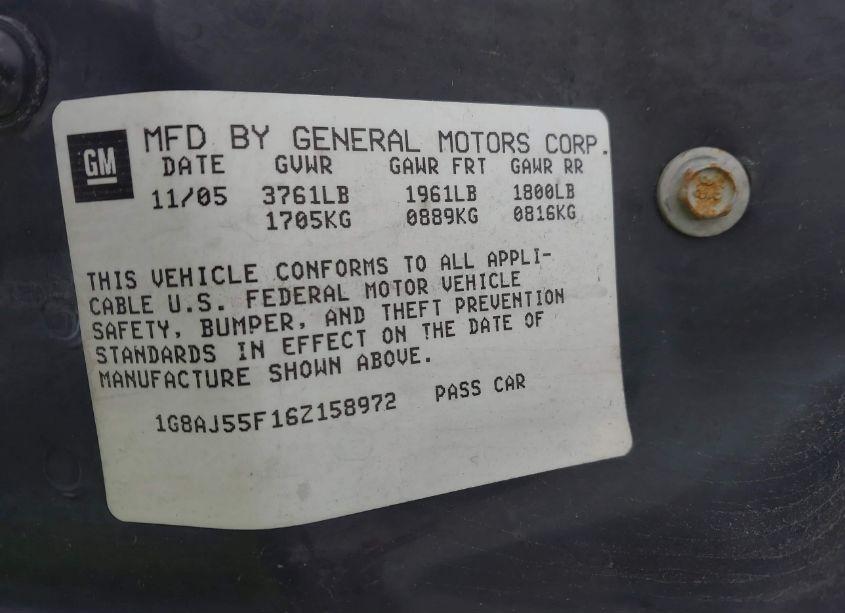 GM
MFD BY GENERAL MOTORS CORP.
DATE GVWR GAWR FRT GAWR RR
11/05 3761LB 1961LB 1800LB
1705KG 0889KG 0816KG
THIS VEHICLE CONFORMS TO ALL APPLI-
CABLE U.S. FEDERAL MOTOR VEHICLE
SAFETY, BUMPER, AND THEFT PREVENTION
STANDARDS IN EFFECT ON THE DATE OF
MANUFACTURE SHOWN ABOVE.
1G8AJ55F16Z158972 PASS CAR